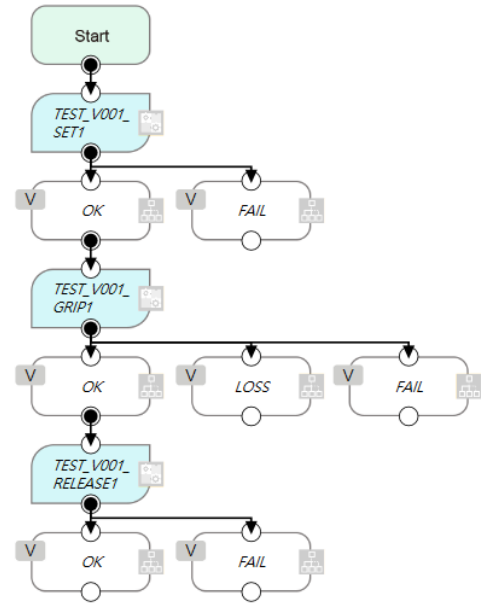 Start
TEST_V001_
SET1
V
OK
V
FAIL
TEST_V001_
GRIP1
V
OK
V
LOSS
V
FAIL
TEST_V001_
RELEASE1
V
OK
V
FAIL